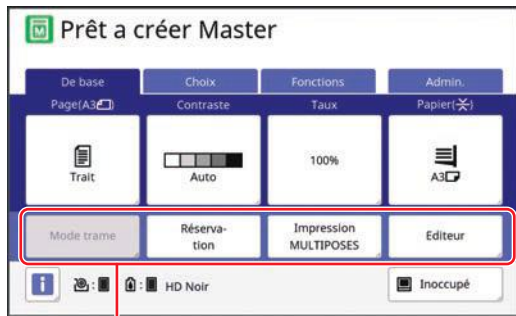 Prêt a créer Master
De base Choix Fonctions Admin.
Page(A3) Contraste Taux Papier()
Trait Auto 100% A3
Mode trame Réserva-
tion Impression
MULTIPOSES Editeur
i : : HD Noir Inoccupé